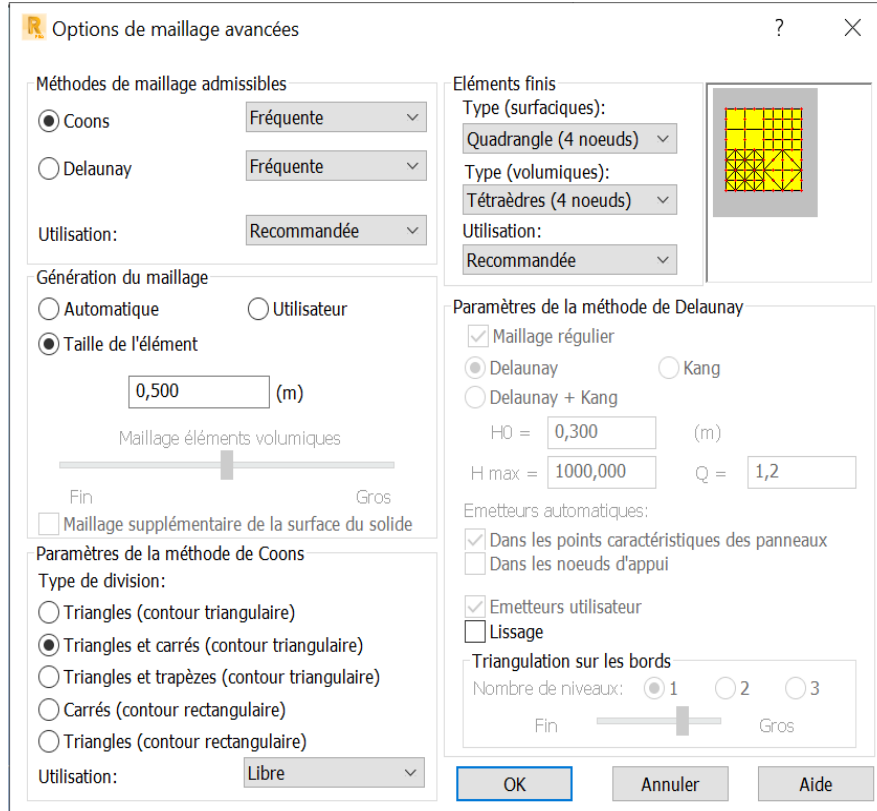 Options de maillage avancées
?
Méthodes de maillage admissibles
Coons
Fréquente
Delaunay
Fréquente
Utilisation:
Recommandée
Génération du maillage
Automatique
Utilisateur
Taille de l'élément
0,500
(m)
Maillage éléments volumiques
Fin
Gros
Maillage supplémentaire de la surface du solide
Paramètres de la méthode de Coons
Type de division:
Triangles (contour triangulaire)
Triangles et carrés (contour triangulaire)
Triangles et trapèzes (contour triangulaire)
Carrés (contour rectangulaire)
Triangles (contour rectangulaire)
Utilisation:
Libre
Eléments finis
Type (surfaciques):
Quadrangle (4 noeuds)
Type (volumiques):
Tétraèdres (4 noeuds)
Utilisation:
Recommandée
Paramètres de la méthode de Delaunay
Maillage régulier
Delaunay
Kang
Delaunay + Kang
H0 =
0,300
(m)
H max =
1000,000
Q =
1,2
Emetteurs automatiques:
Dans les points caractéristiques des panneaux
Dans les noeuds d'appui
Emetteurs utilisateur
Lissage
Triangulation sur les bords
Nombre de niveaux:
1
2
3
Fin
Gros
OK
Annuler
Aide